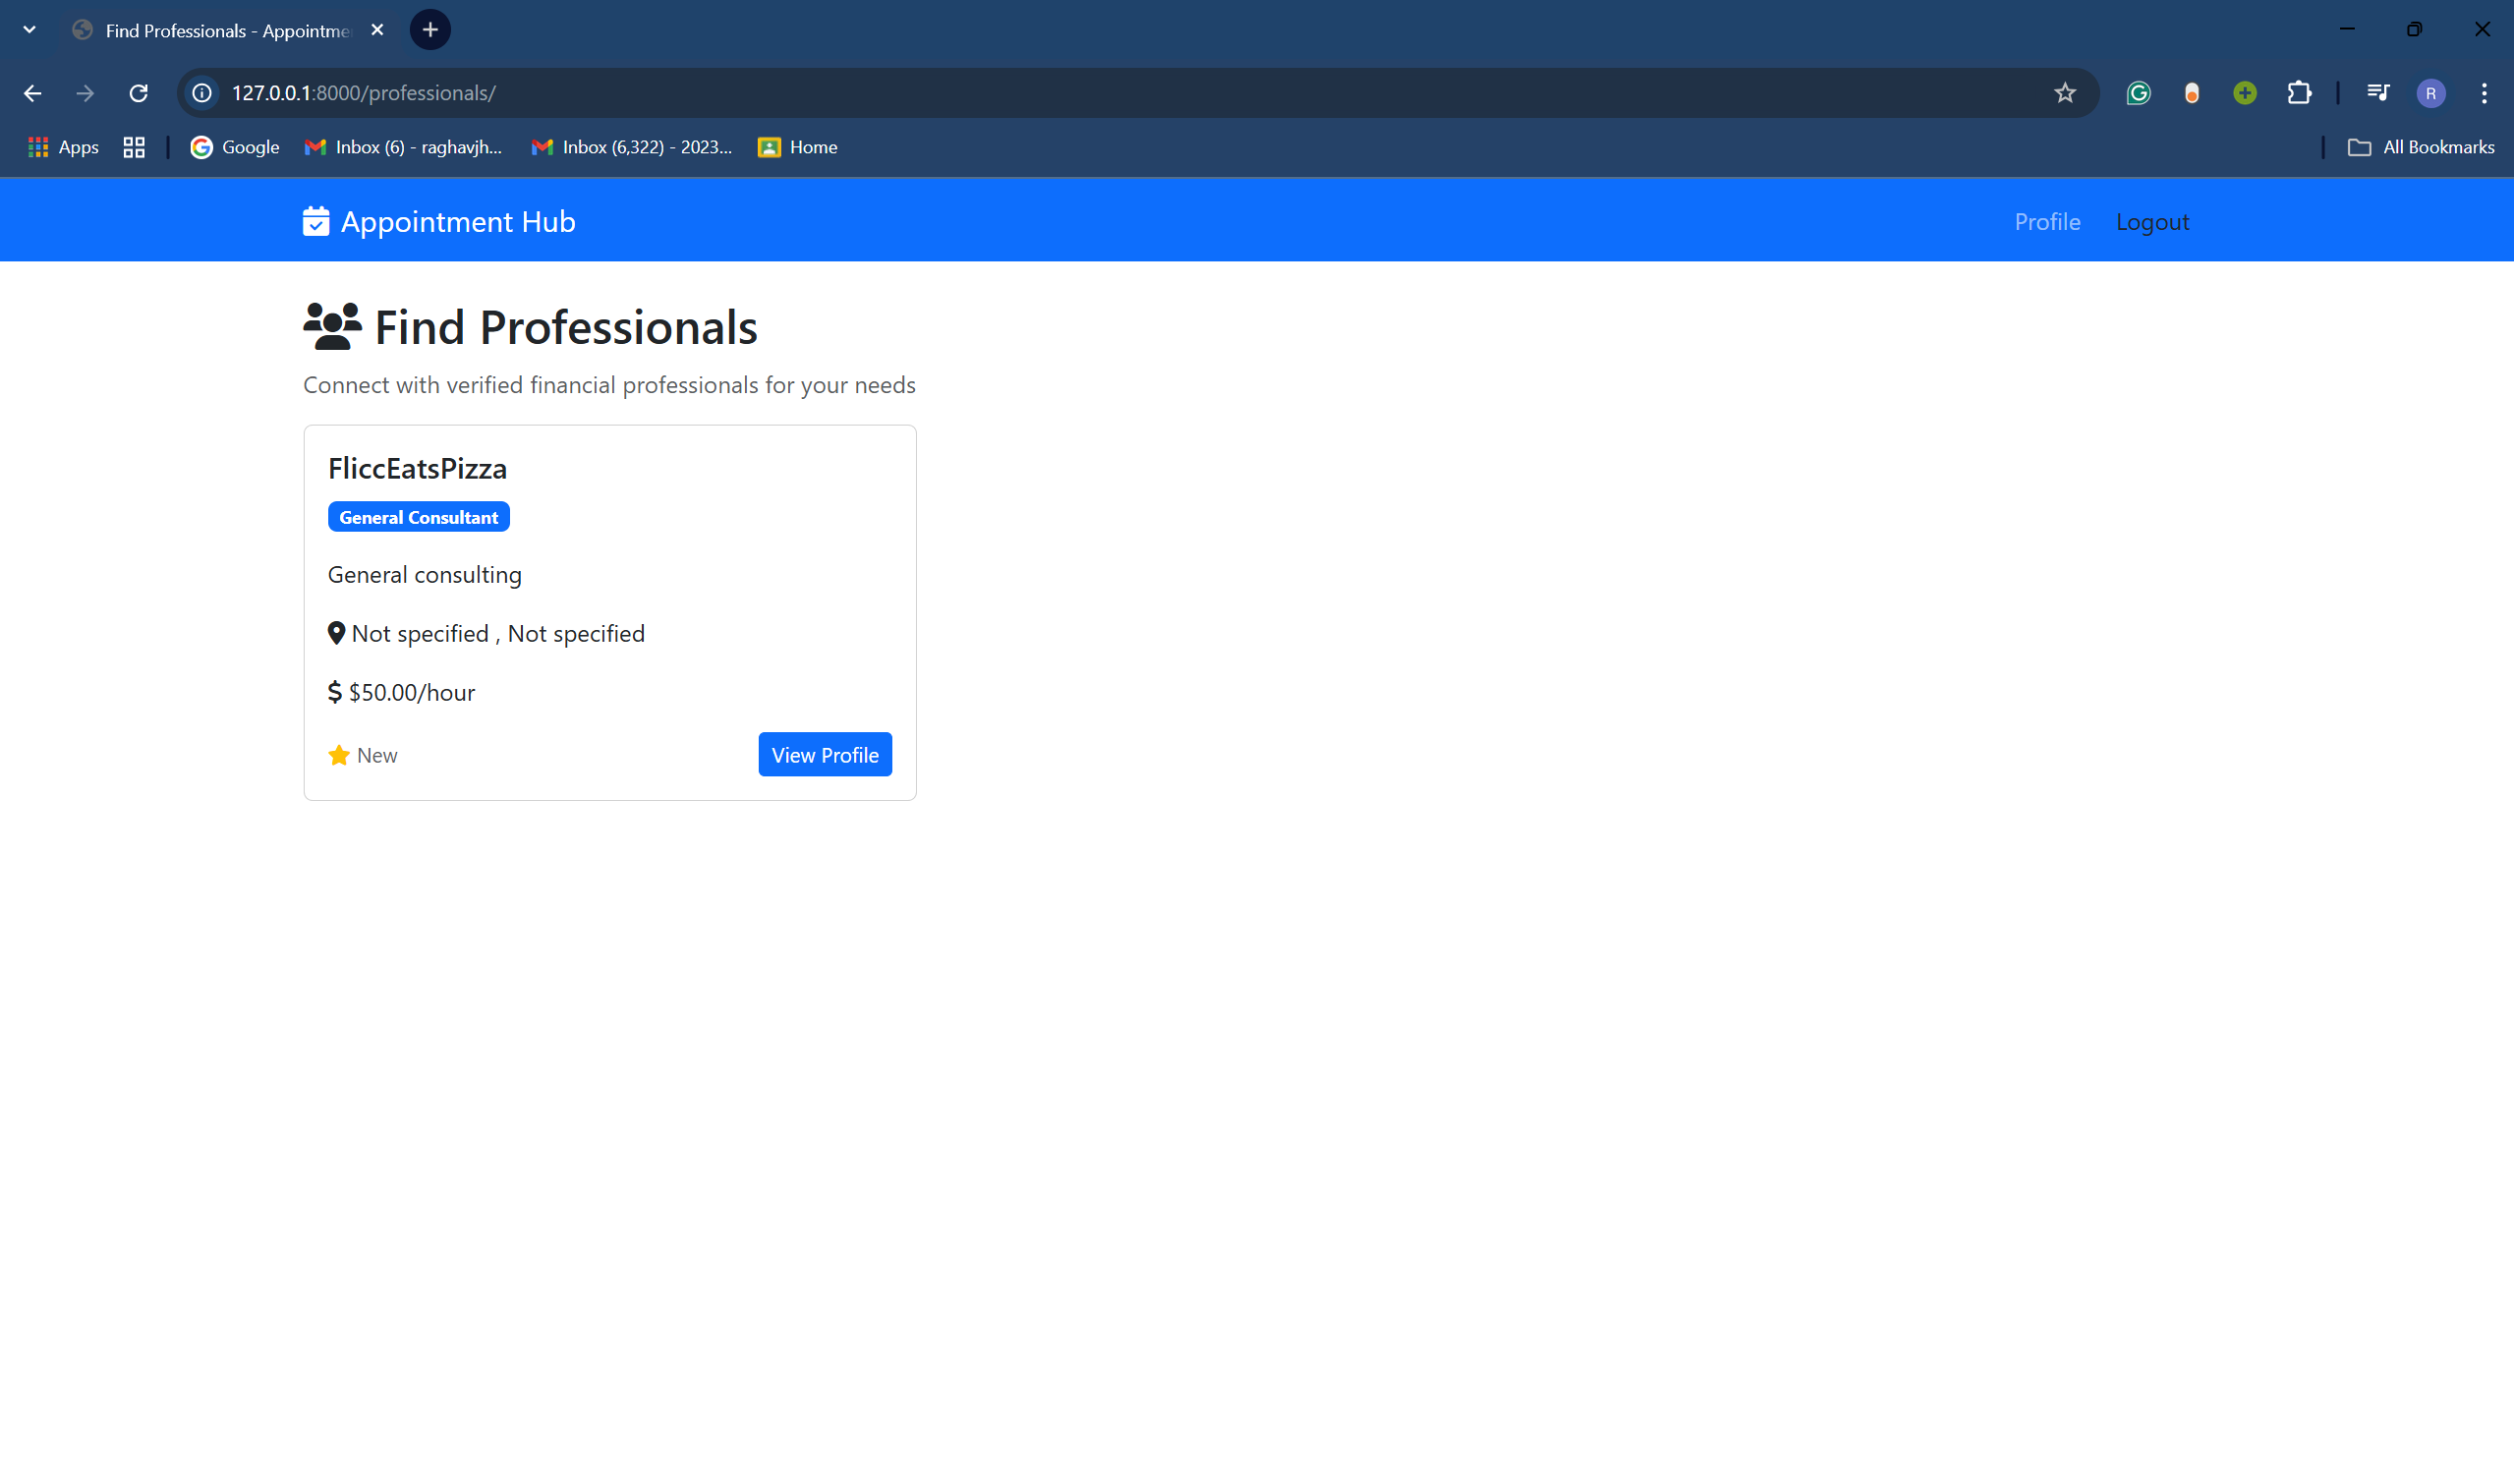 Find Professionals - Appointme
127.0.0.1:8000/professionals/
R
Apps
Google
Inbox (6) - raghavjh...
Inbox (6,322) - 2023...
Home
All Bookmarks
Appointment Hub
Profile
Logout
Find Professionals
Connect with verified financial professionals for your needs
FliccEatsPizza
General Consultant
General consulting
Not specified , Not specified
$ $50.00/hour
New
View Profile